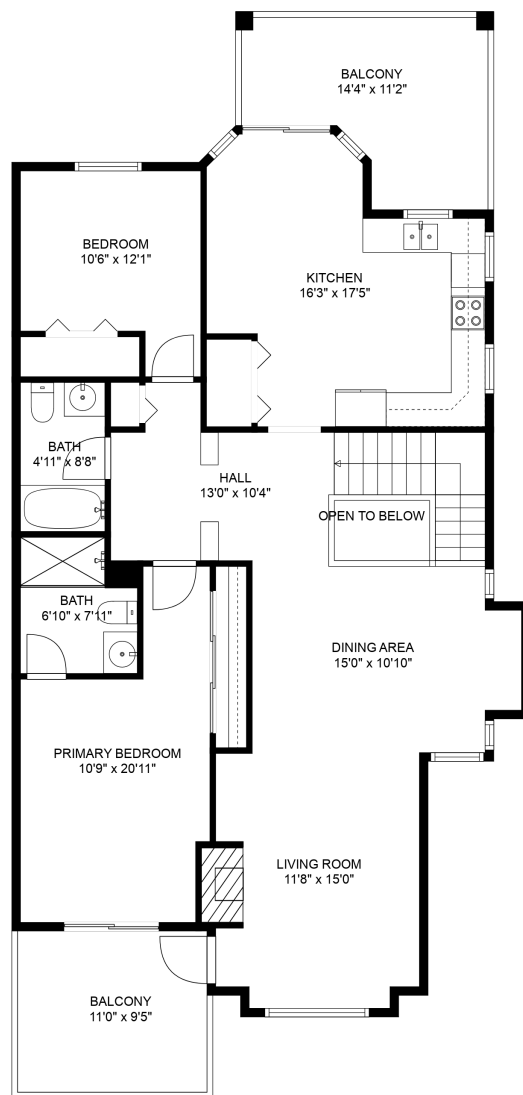 BALCONY
14'4" x 11'2"
BEDROOM
10'6" x 12'1"
KITCHEN
16'3" x 17'5"
BATH
4'11" x 8'8"
HALL
13'0" x 10'4"
OPEN TO BELOW
BATH
6'10" x 7'11"
DINING AREA
15'0" x 10'10"
PRIMARY BEDROOM
10'9" x 20'11"
LIVING ROOM
11'8" x 15'0"
BALCONY
11'0" x 9'5"